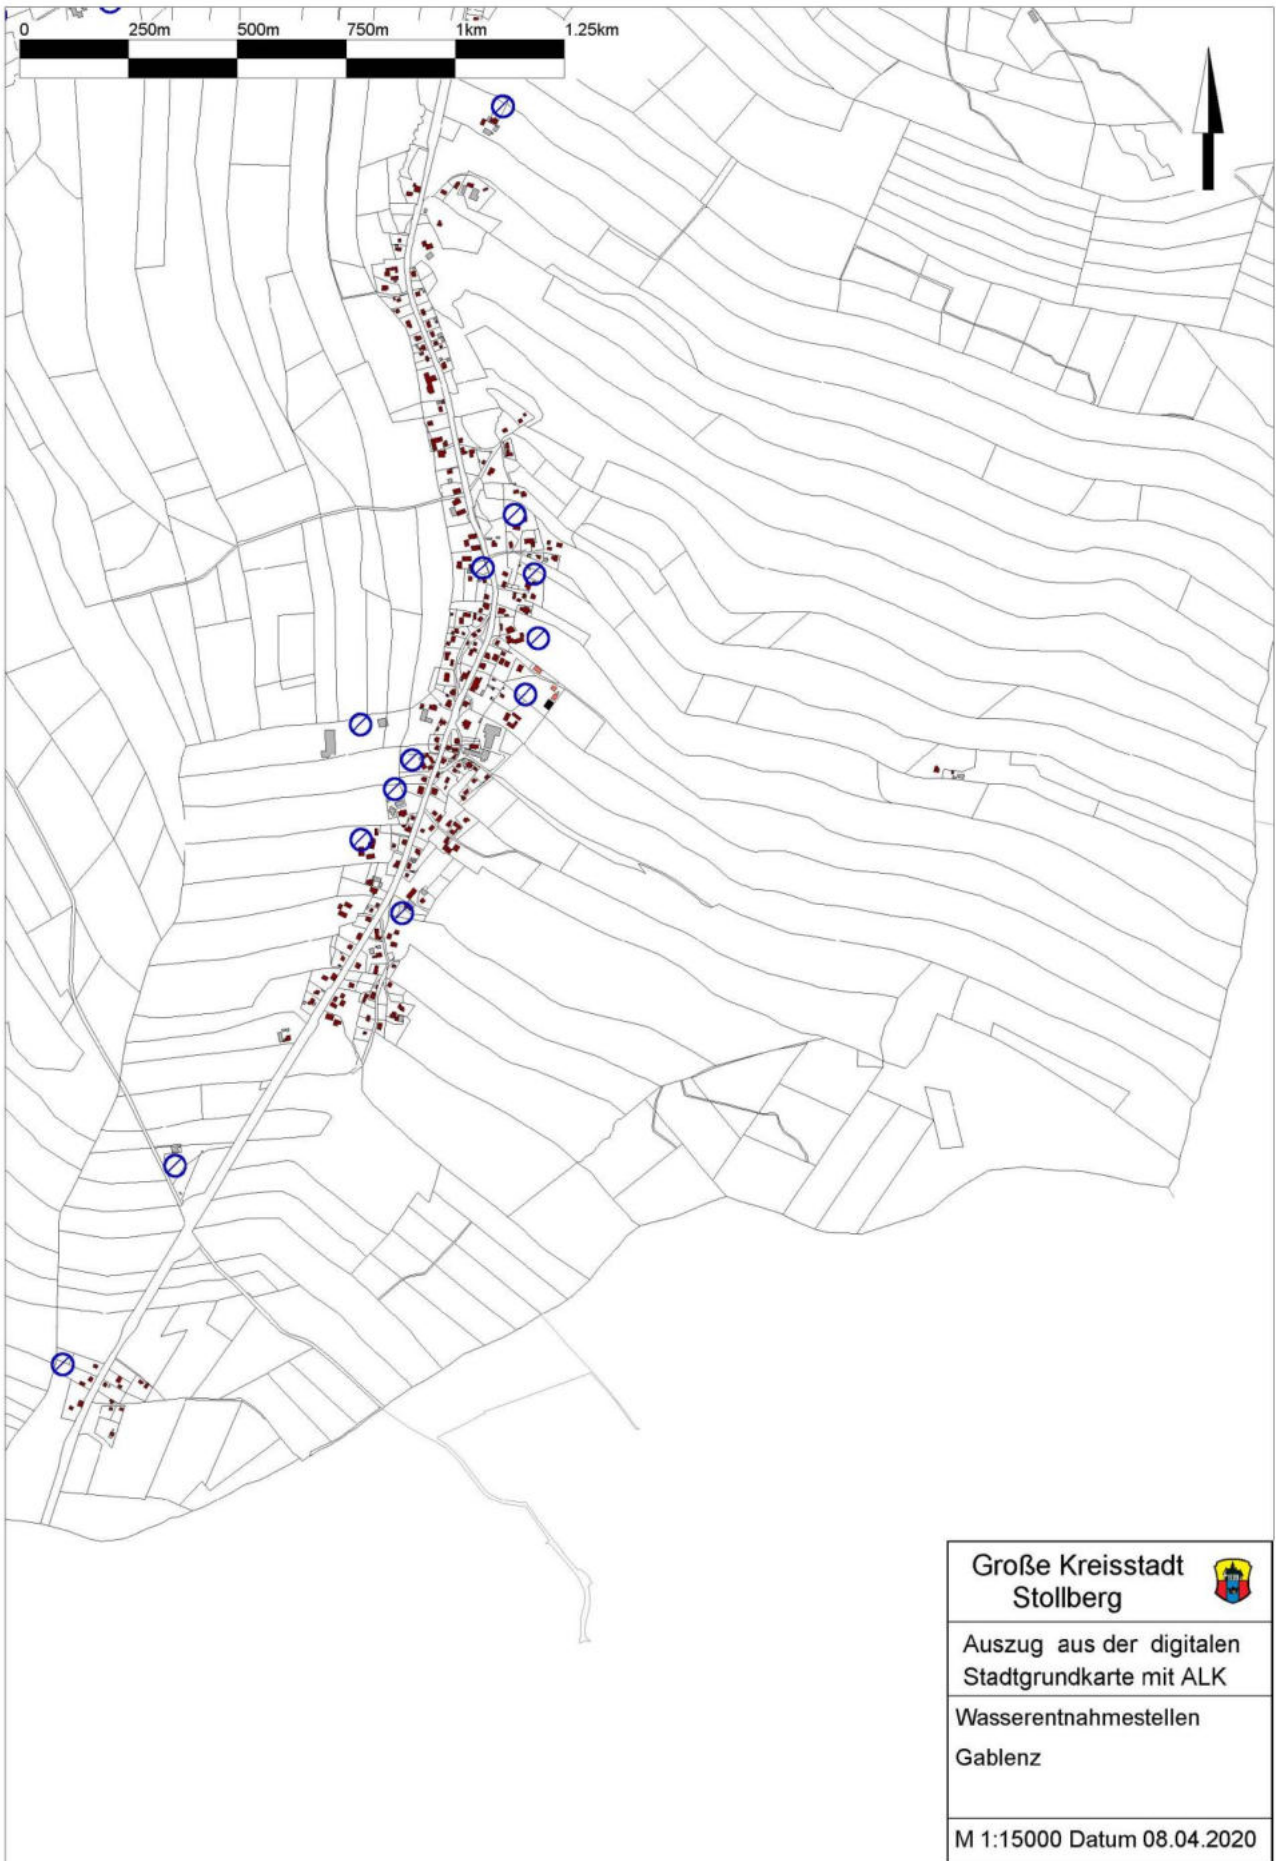 0 250m 500m 750m 1km 1.25km
Große Kreisstadt
Stollberg
Auszug aus der digitalen
Stadtgrundkarte mit ALK
Wasserentnahmestellen
Gablenz
M 1:15000 Datum 08.04.2020